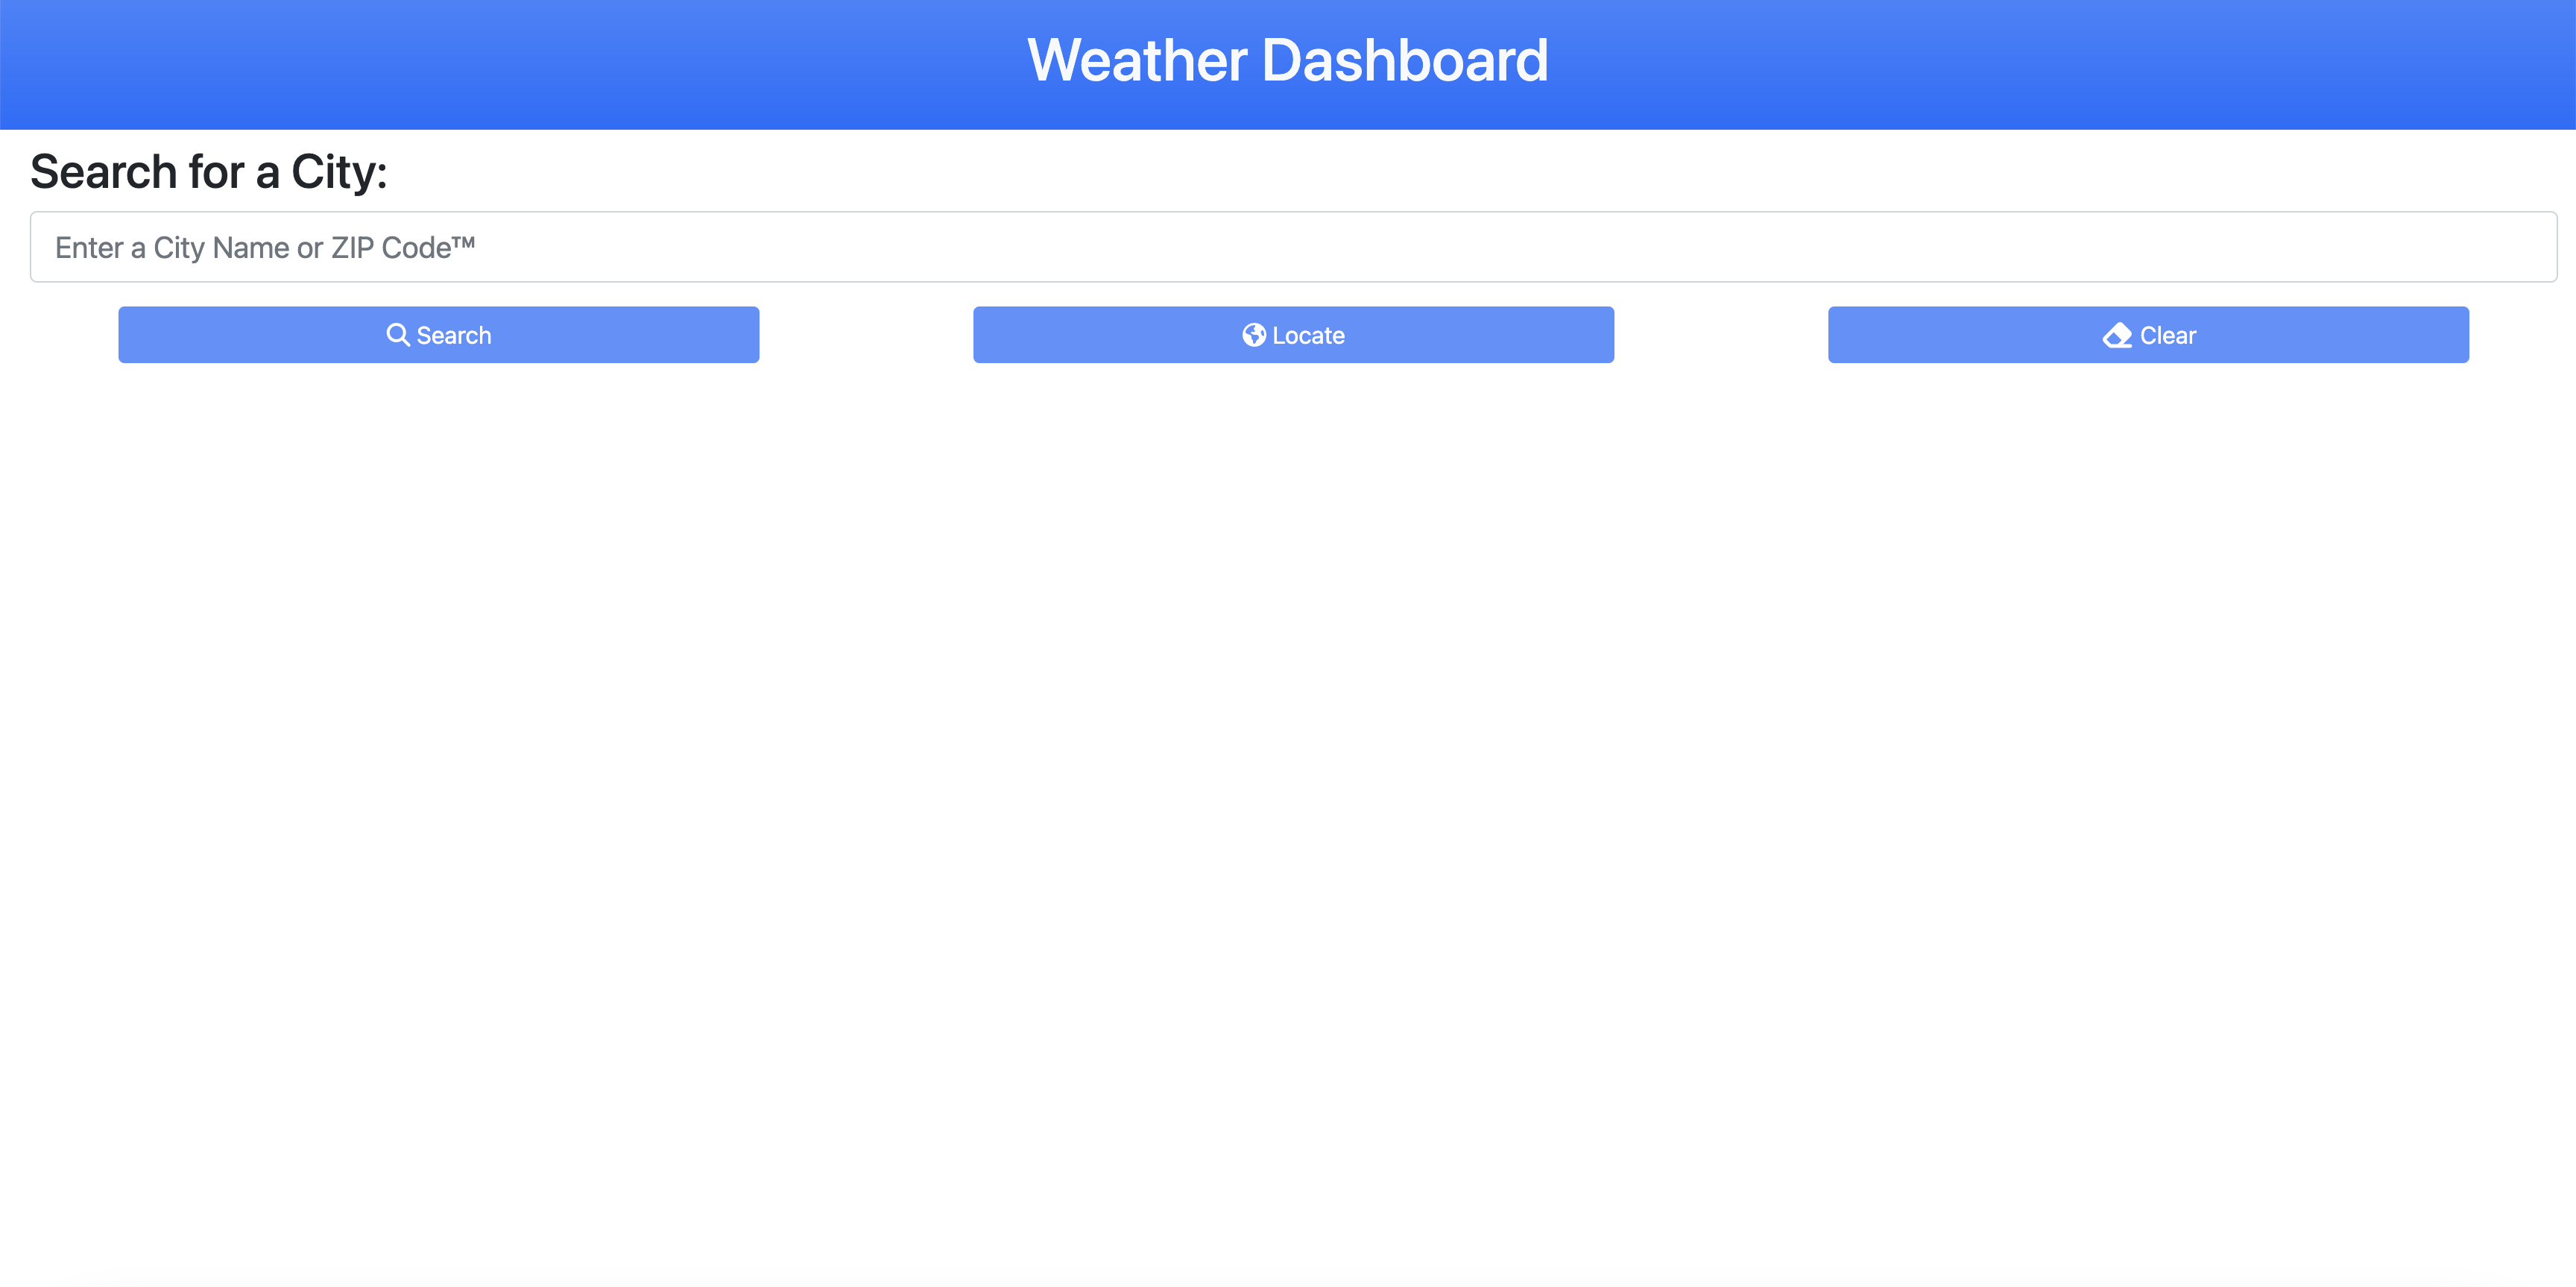 Weather Dashboard
Search for a City:
Enter a City Name or ZIP Code™
Search
Locate
Clear